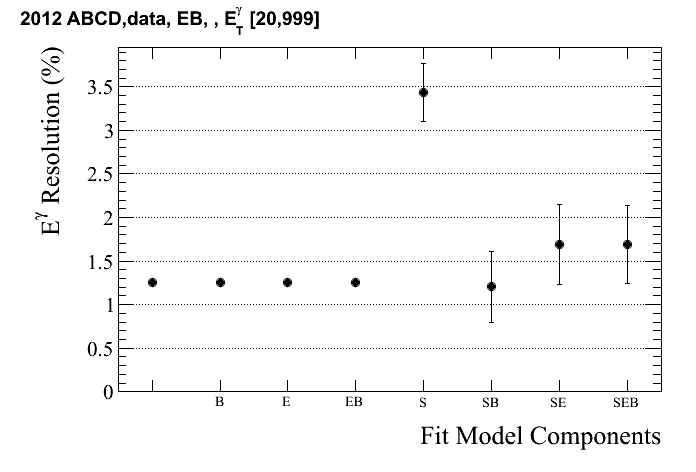 2012 ABCD,data, EB, , E_T^γ [20,999]
E^γ Resolution (%)
3.5
3
2.5
2
1.5
1
0.5
0
B E EB S SB SE SEB
Fit Model Components